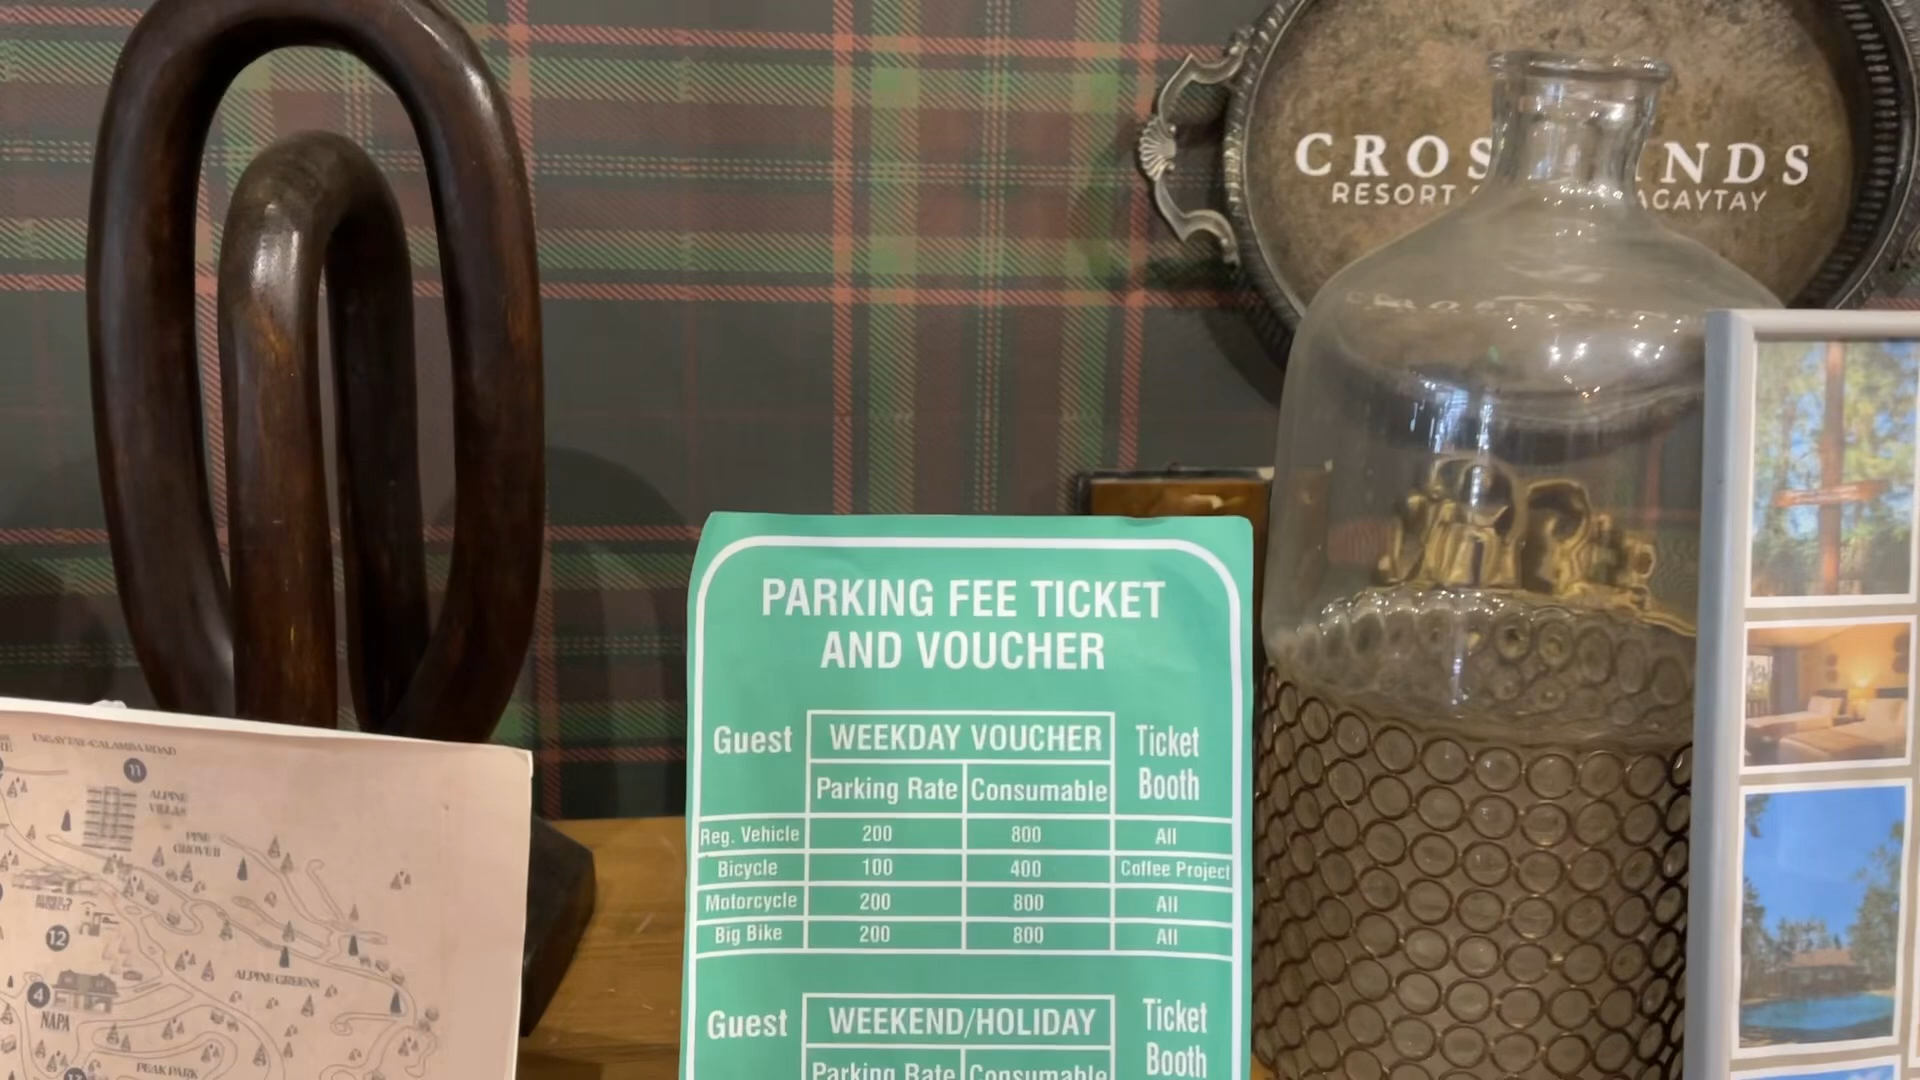 CROS NDS
RESORT AGAYTAY
PARKING FEE TICKET
AND VOUCHER
Guest
WEEKDAY VOUCHER
Ticket
Booth
Parking Rate Consumable
Reg. Vehicle 200 800 All
Bicycle 100 400 Coffee Project
Motorcycle 200 800 All
Big Bike 200 800 All
Guest
WEEKEND/HOLIDAY
Ticket
Booth
Parking Rate Consumable
TAGAYTAY-CALAMBA ROAD
11
ALPINE
VILLAS
PINE
GROVE II
12
ALPINE GREENS
4
NAPA
PEAK PARK